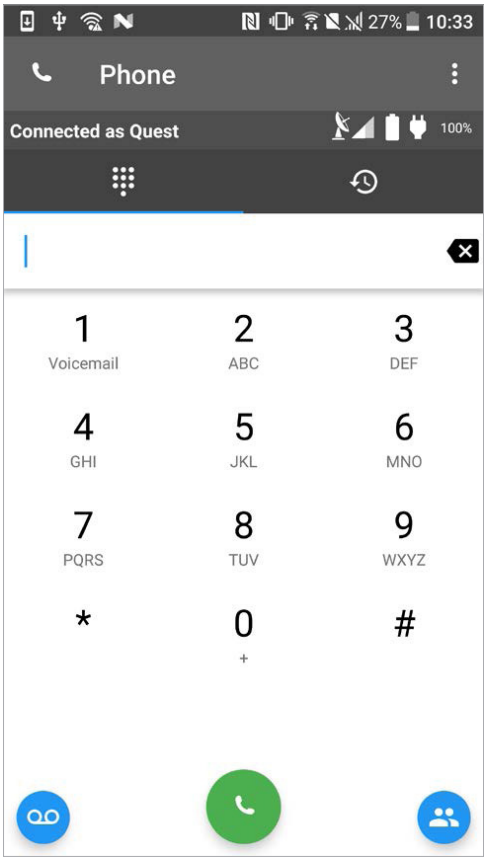 27% 10:33
Phone
Connected as Quest 100%
1 2 3
Voicemail ABC DEF
4 5 6
GHI JKL MNO
7 8 9
PQRS TUV WXYZ
* 0 #
+